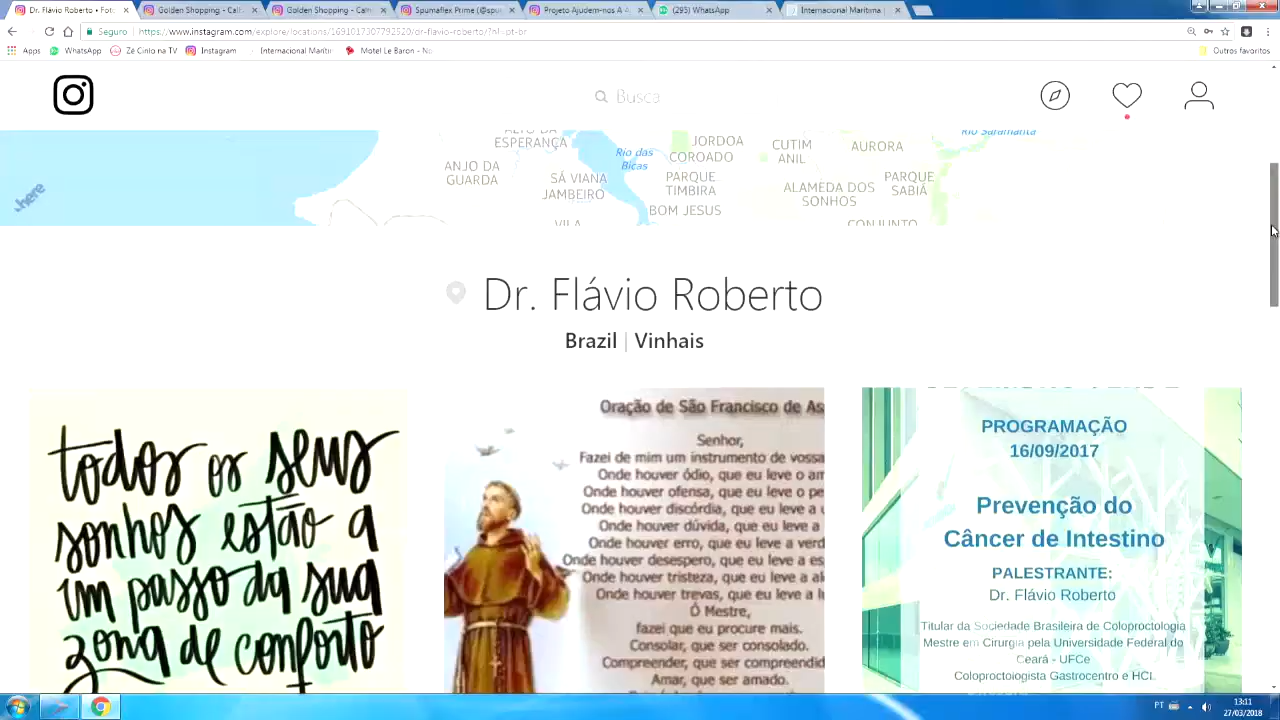 Dr. Flávio Roberto • Fot
Golden Shopping - Calh
Golden Shopping - Calh
Spumaflex Prime (@spu
Projeto Ajudem-nos A A
(295) WhatsApp
Internacional Marítima |
Seguro
https://www.instagram.com/explore/locations/1691017307792520/dr-flavio-roberto/?hl=pt-br
Apps
WhatsApp
Zé Cirilo na TV
Instagram
Internacional Maríti
Motel Le Baron - No
Outros favoritos
Busca
here
ALTO DA
ESPERANÇA
ANJO DA
GUARDA
SÁ VIANA
JAMBEIRO
VILA
Rio das
Bicas
JORDOA
COROADO
PARQUE
TIMBIRA
BOM JESUS
CUTIM
ANIL
AURORA
ALAMEDA DOS
SONHOS
PARQUE
SABIÁ
CONJUNTO
Rio Saramanta
Dr. Flávio Roberto
Brazil | Vinhais
todos os seus
sonhos estão a
um passo da sua
zona de conforto
Oração de São Francisco de As
Senhor,
Fazei de mim um instrumento de vossa
Onde houver ódio, que eu leve o am
Onde houver ofensa, que eu leve o pe
Onde houver discórdia, que eu leve a u
Onde houver dúvida, que eu leve a
Onde houver erro, que eu leve a verd
Onde houver desespero, que eu leve a es
Onde houver tristeza, que eu leve a al
Onde houver trevas, que eu leve a lu
Ó Mestre,
fazei que eu procure mais.
Consolar, que ser consolado.
Compreender, que ser compreendid
Amar, que ser amado.
PROGRAMAÇÃO
16/09/2017
Prevenção do
Câncer de Intestino
PALESTRANTE:
Dr. Flávio Roberto
Titular da Sociedade Brasileira de Coloproctologia
Mestre em Cirurgia pela Universidade Federal do
Ceará - UFCe
Coloproctologista Gastrocentro e HCI.
PT
13:11
27/03/2018